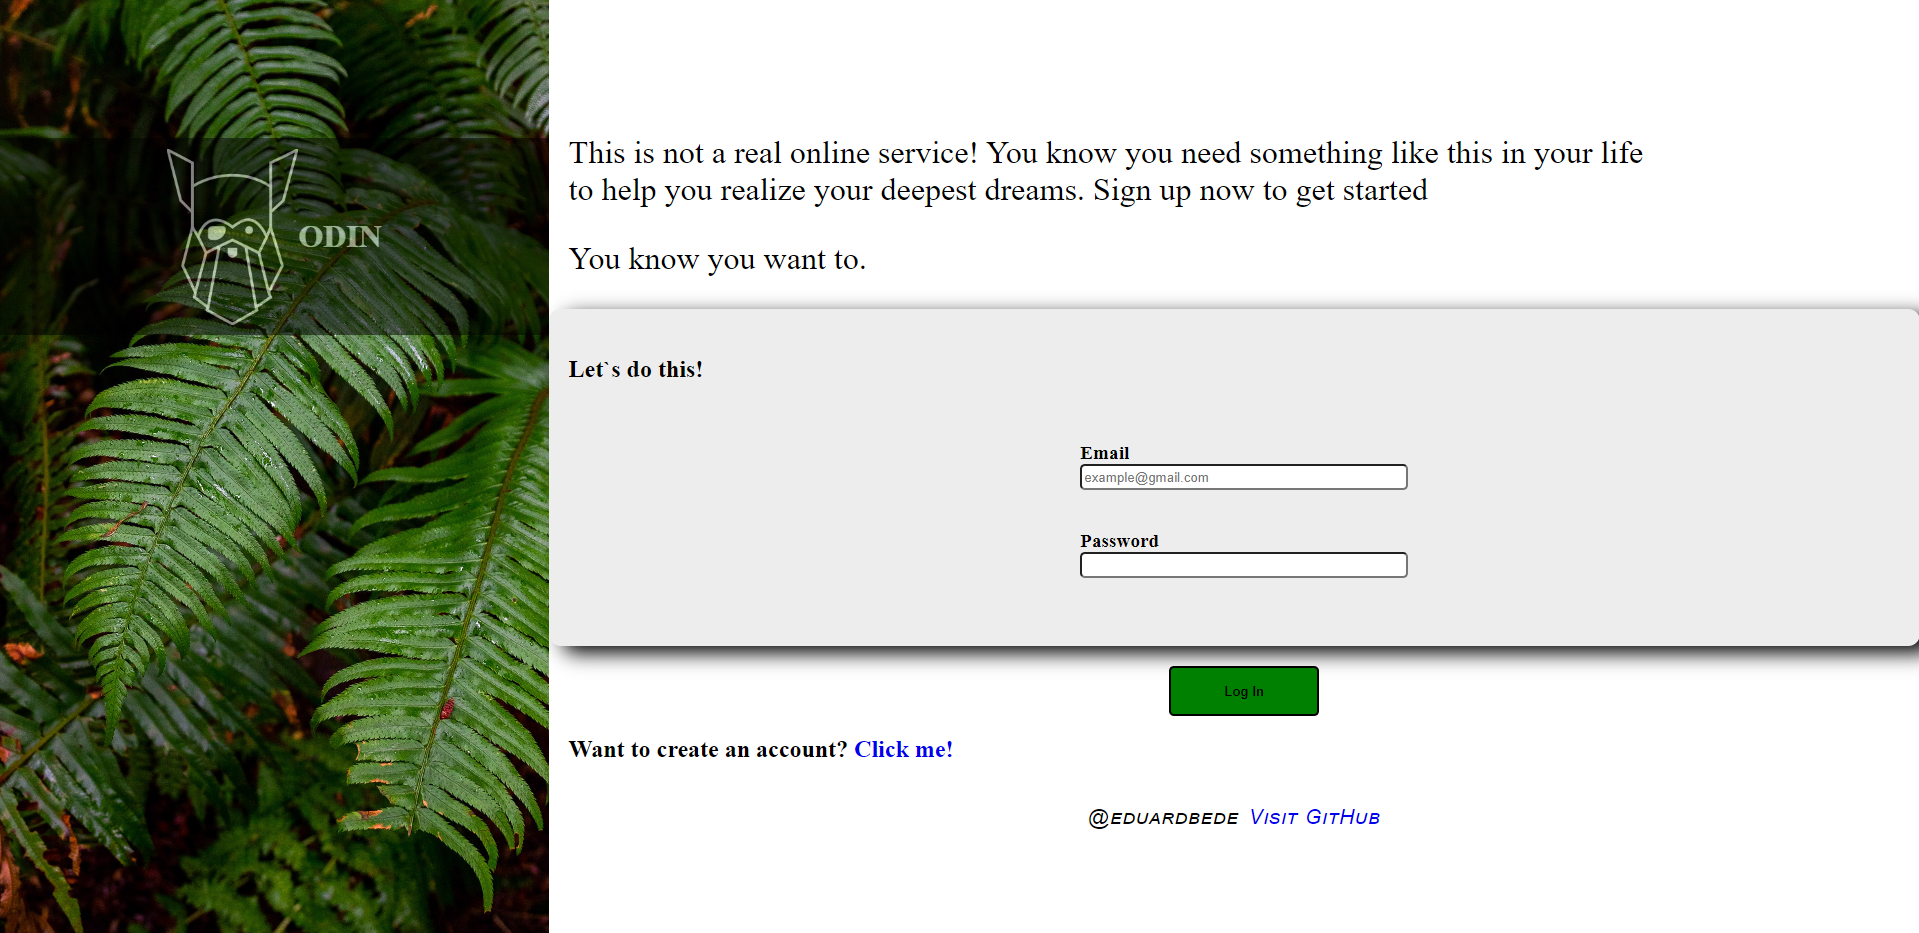 ODIN
This is not a real online service! You know you need something like this in your life
to help you realize your deepest dreams. Sign up now to get started
You know you want to.
Let`s do this!
Email
example@gmail.com
Password
Log In
Want to create an account? Click me!
@eduardbede Visit GitHub